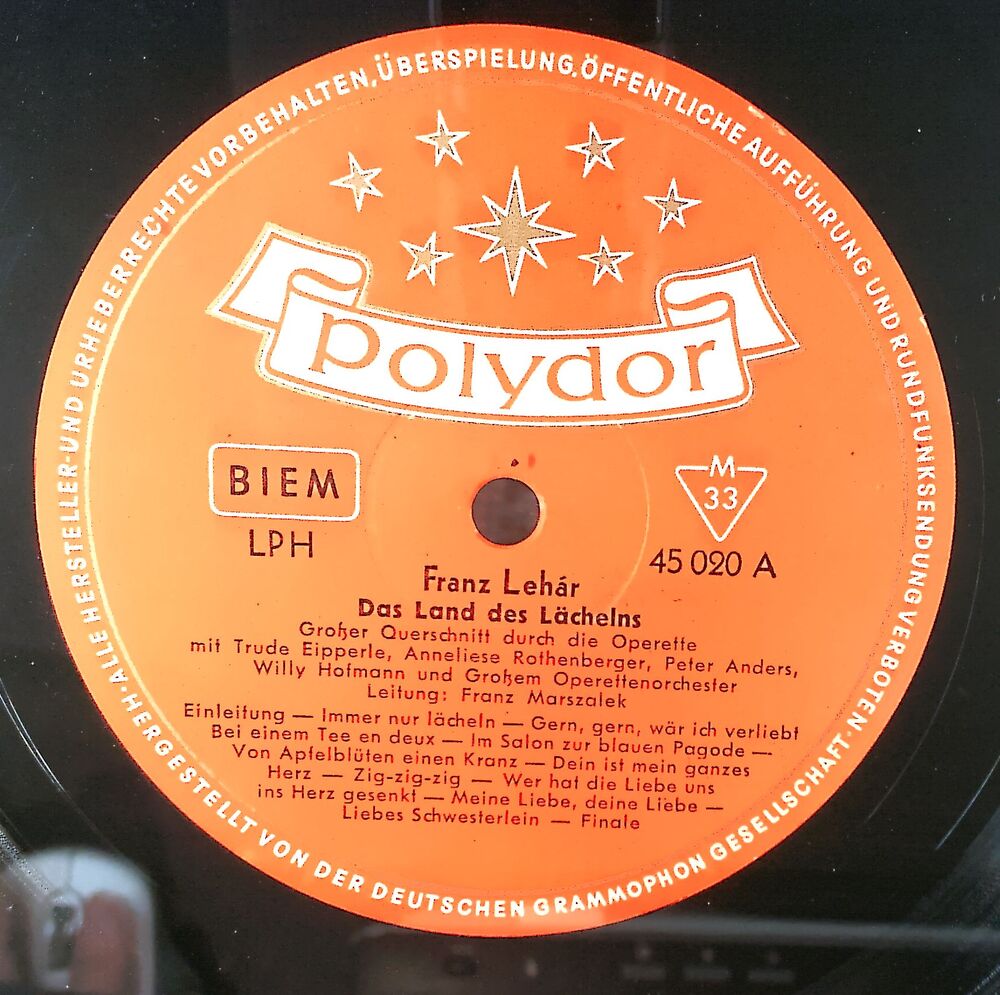 ALLE HERSTELLER- UND URHEBERRECHTE VORBEHALTEN, ÜBERSPIELUNG, ÖFFENTLICHE AUFFÜHRUNG UND RUNDFUNKSENDUNG VERBOTEN ·
polydor
BIEM
LPH
M
33
45 020 A
Franz Lehár
Das Land des Lächelns
Großer Querschnitt durch die Operette
mit Trude Eipperle, Anneliese Rothenberger, Peter Anders,
Willy Hofmann und Großem Operettenorchester
Leitung: Franz Marszalek
Einleitung — Immer nur lächeln — Gern, gern, wär ich verliebt
Bei einem Tee en deux — Im Salon zur blauen Pagode —
Von Apfelblüten einen Kranz — Dein ist mein ganzes
Herz — Zig-zig-zig — Wer hat die Liebe uns
ins Herz gesenkt — Meine Liebe, deine Liebe —
Liebes Schwesterlein — Finale
HERGESTELLT VON DER DEUTSCHEN GRAMMOPHON GESELLSCHAFT ·